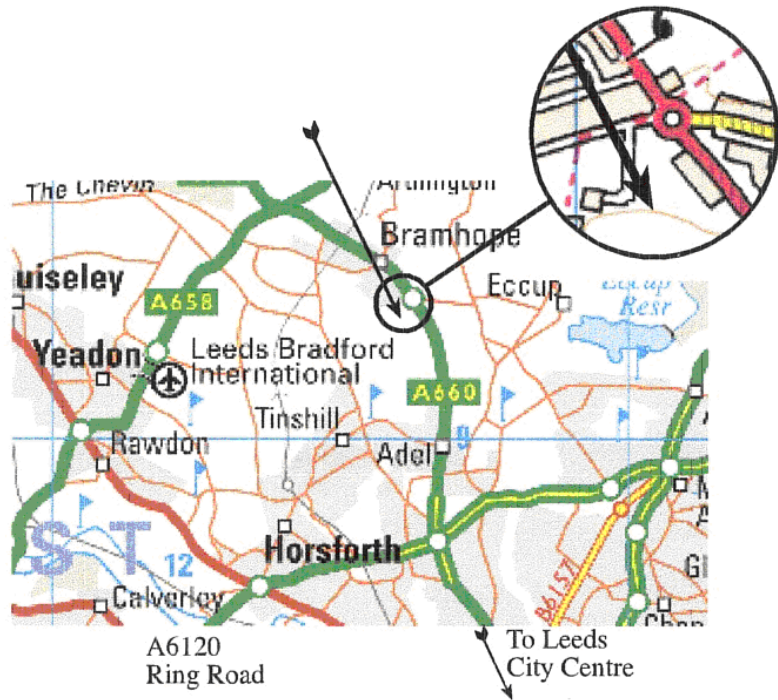 The Chevin
Arthington
Bramhope
uiseley
Eccup
Eccup
Resr
A658
Yeadon
Leeds Bradford
International
A660
Tinshill
Rawdon
Adel
9
S T
12
Horsforth
B6157
Calverley
A6120
Ring Road
To Leeds
City Centre